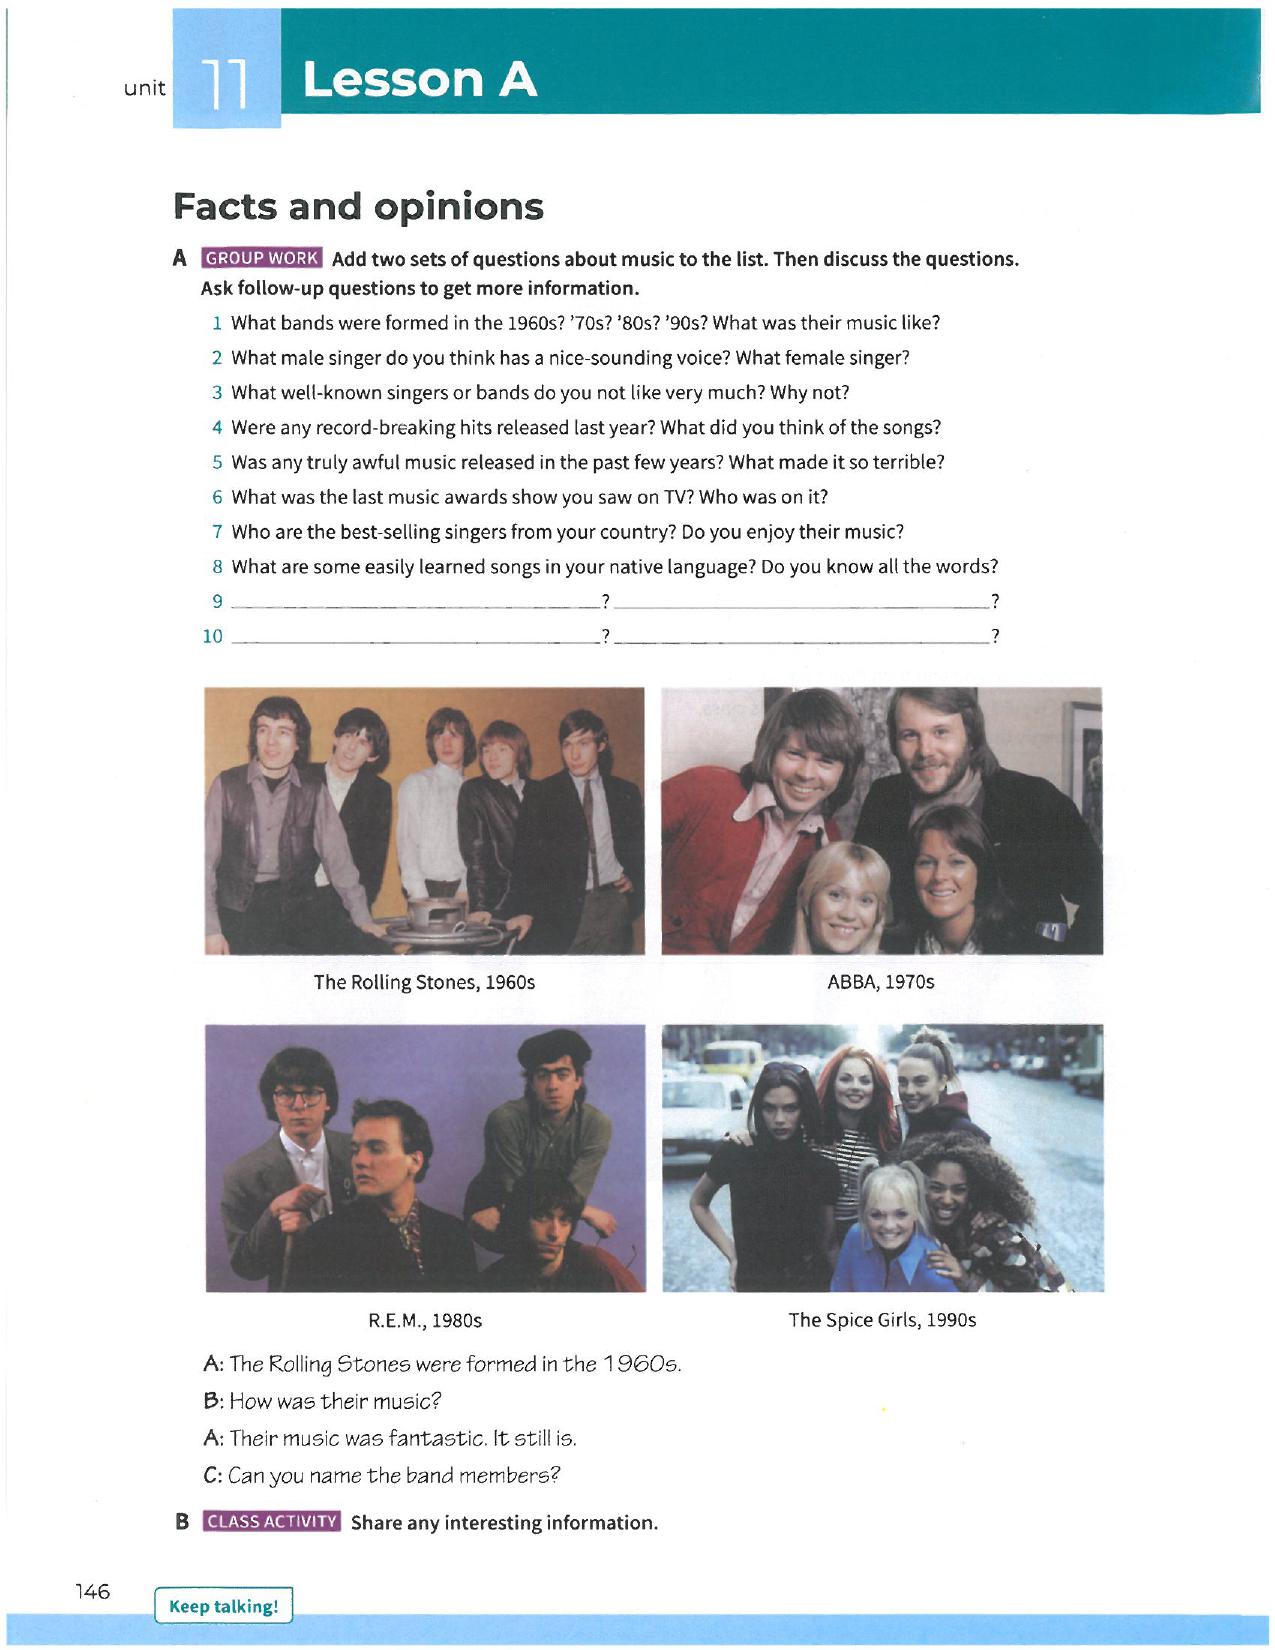 unit 11 Lesson A
Facts and opinions
A GROUP WORK Add two sets of questions about music to the list. Then discuss the questions.
Ask follow-up questions to get more information.
1 What bands were formed in the 1960s? ’70s? ’80s? ’90s? What was their music like?
2 What male singer do you think has a nice-sounding voice? What female singer?
3 What well-known singers or bands do you not like very much? Why not?
4 Were any record-breaking hits released last year? What did you think of the songs?
5 Was any truly awful music released in the past few years? What made it so terrible?
6 What was the last music awards show you saw on TV? Who was on it?
7 Who are the best-selling singers from your country? Do you enjoy their music?
8 What are some easily learned songs in your native language? Do you know all the words?
9 ? ?
10 ? ?
The Rolling Stones, 1960s
ABBA, 1970s
R.E.M., 1980s
The Spice Girls, 1990s
A: The Rolling Stones were formed in the 1960s.
B: How was their music?
A: Their music was fantastic. It still is.
C: Can you name the band members?
B CLASS ACTIVITY Share any interesting information.
146
Keep talking!